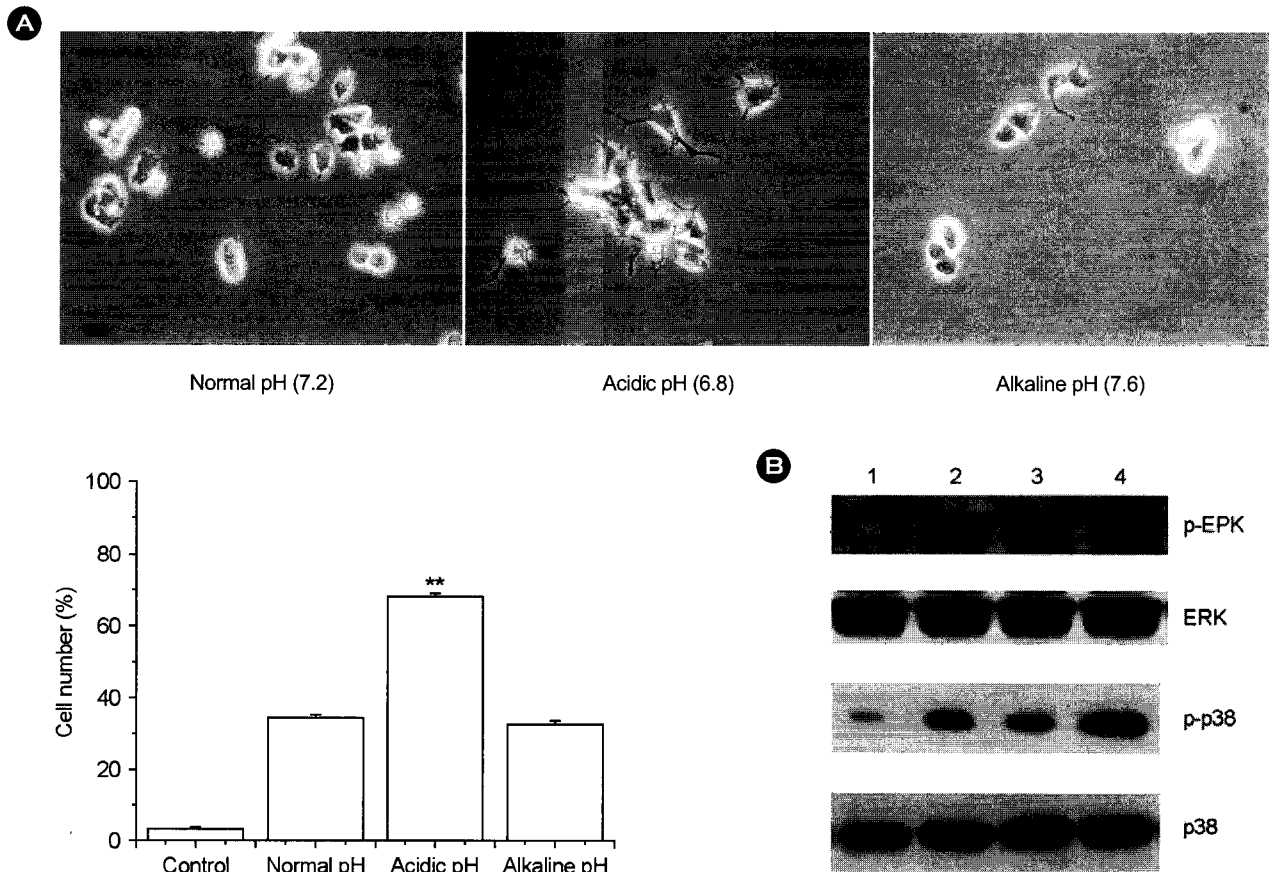 A
Normal pH (7.2)
Acidic pH (6.8)
Alkaline pH (7.6)
100
80
60
40
20
0
Cell number (%)
**
Control
Normal pH
Acidic pH
Alkaline pH
B
1 2 3 4
p-EPK
ERK
p-p38
p38